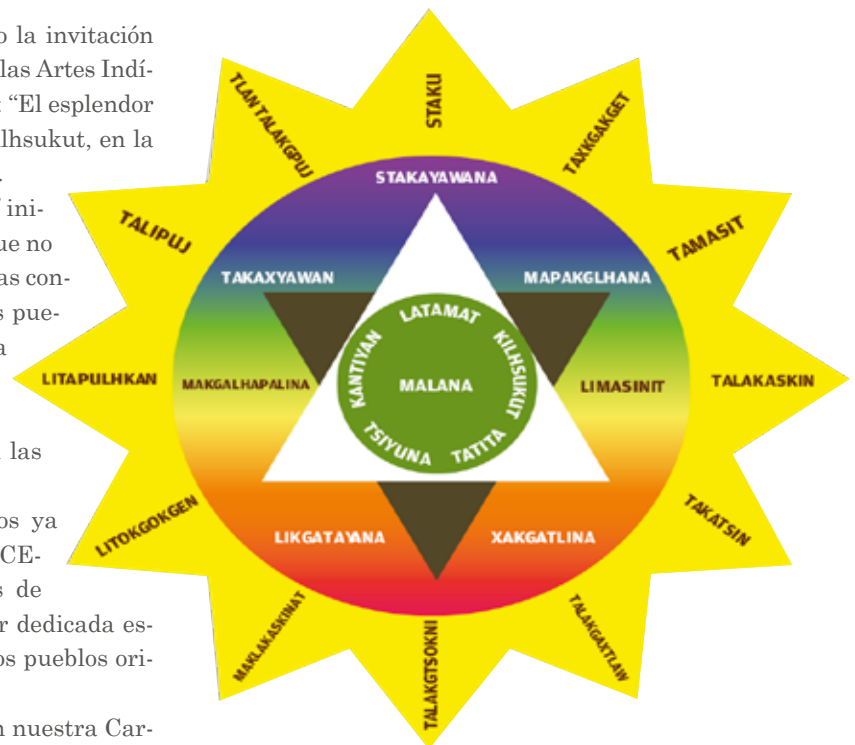 o la invitación
las Artes Indí-
“El esplendor
lhsukut, en la
ini-
ue no
as con-
s pue-
a
las
os ya
CE-
s de
r dedicada es-
os pueblos ori-
n nuestra Car-
STAKU
TAXKGAKGET
TAMASIT
TALAKASKIN
TAKATSIN
TALAKGAXTLAW
TALAKGTSOKNI
MAKLAKASKINAT
LITOKGOKGEN
LITAPULHKAN
TALIPUJ
TLAN TALAKGPUJ
STAKAYAWANA
TAKAXYAWAN
MAPAKGLHANA
MAKGALHAPALINA
LIMASINIT
LIKGATAYANA
XAKGATLINA
LATAMAT
KILHSUKUT
TATITA
TSIYUNA
KANTIYAN
MALANA